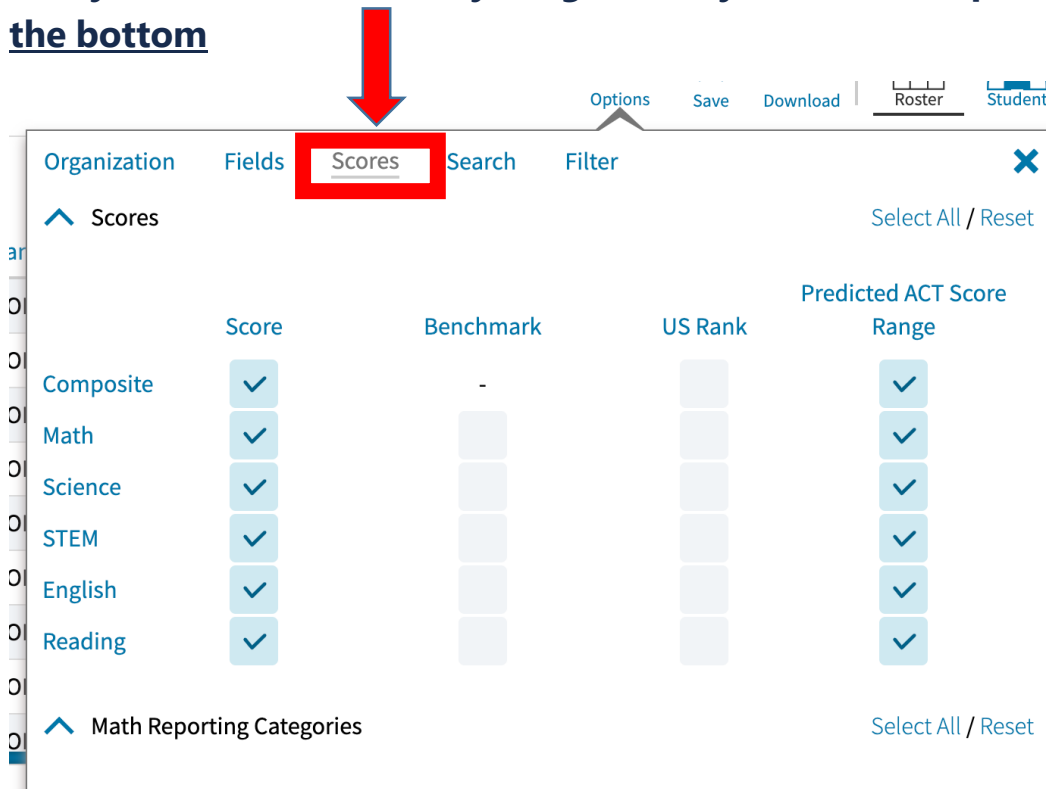 the bottom
Options Save Download Roster Student
Organization Fields Scores Search Filter
Scores Select All / Reset
Predicted ACT Score
Score Benchmark US Rank Range
Composite -
Math
Science
STEM
English
Reading
Math Reporting Categories Select All / Reset